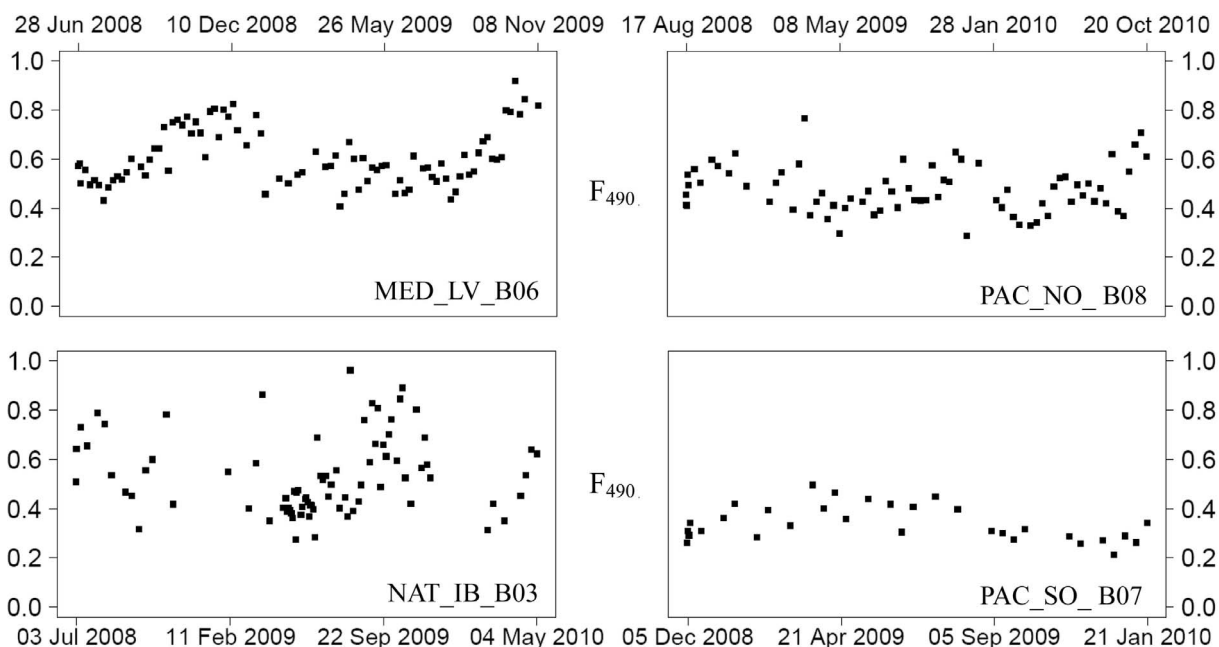 28 Jun 2008 10 Dec 2008 26 May 2009 08 Nov 2009
1.0
0.8
0.6
0.4
0.2
0.0
MED_LV_B06
17 Aug 2008 08 May 2009 28 Jan 2010 20 Oct 2010
F490
1.0
0.8
0.6
0.4
0.2
0.0
PAC_NO_ B08
1.0
0.8
0.6
0.4
0.2
0.0
NAT_IB_B03
03 Jul 2008 11 Feb 2009 22 Sep 2009 04 May 2010
F490
1.0
0.8
0.6
0.4
0.2
0.0
PAC_SO_ B07
05 Dec 2008 21 Apr 2009 05 Sep 2009 21 Jan 2010